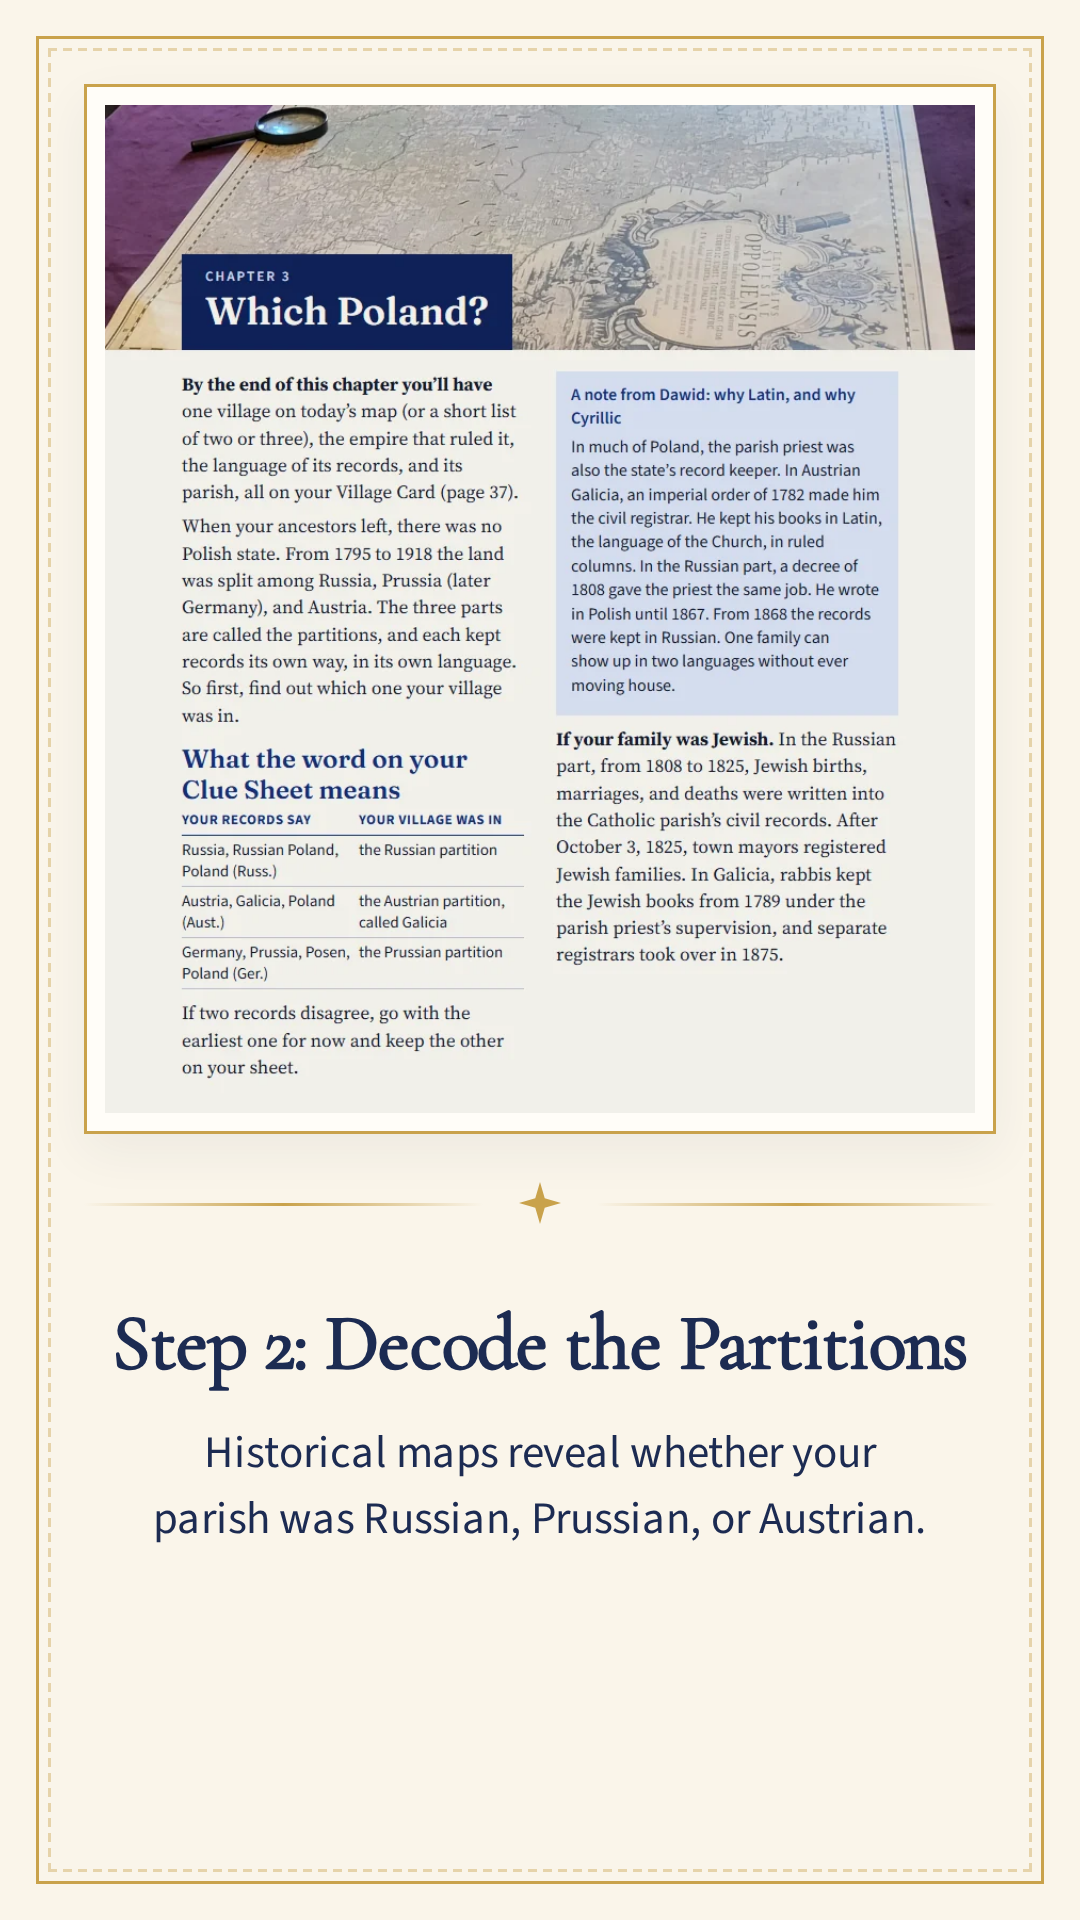 CHAPTER 3
Which Poland?
By the end of this chapter you’ll have
one village on today’s map (or a short list
of two or three), the empire that ruled it,
the language of its records, and its
parish, all on your Village Card (page 37).
When your ancestors left, there was no
Polish state. From 1795 to 1918 the land
was split among Russia, Prussia (later
Germany), and Austria. The three parts
are called the partitions, and each kept
records its own way, in its own language.
So first, find out which one your village
was in.
What the word on your
Clue Sheet means
YOUR RECORDS SAY YOUR VILLAGE WAS IN
Russia, Russian Poland, the Russian partition
Poland (Russ.)
Austria, Galicia, Poland the Austrian partition,
(Aust.) called Galicia
Germany, Prussia, Posen, the Prussian partition
Poland (Ger.)
If two records disagree, go with the
earliest one for now and keep the other
on your sheet.
A note from Dawid: why Latin, and why
Cyrillic
In much of Poland, the parish priest was
also the state’s record keeper. In Austrian
Galicia, an imperial order of 1782 made him
the civil registrar. He kept his books in Latin,
the language of the Church, in ruled
columns. In the Russian part, a decree of
1808 gave the priest the same job. He wrote
in Polish until 1867. From 1868 the records
were kept in Russian. One family can
show up in two languages without ever
moving house.
If your family was Jewish. In the Russian
part, from 1808 to 1825, Jewish births,
marriages, and deaths were written into
the Catholic parish’s civil records. After
October 3, 1825, town mayors registered
Jewish families. In Galicia, rabbis kept
the Jewish books from 1789 under the
parish priest’s supervision, and separate
registrars took over in 1875.
OPPOLIENSIS
Step 2: Decode the Partitions
Historical maps reveal whether your
parish was Russian, Prussian, or Austrian.